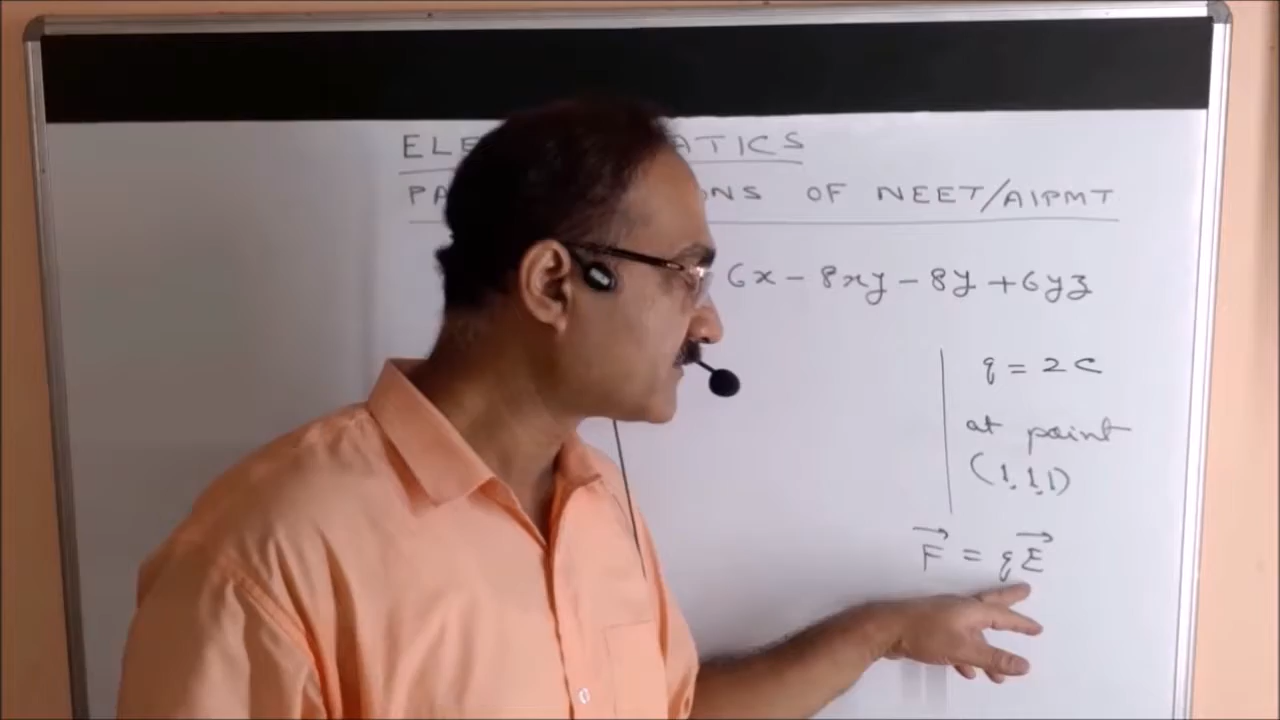 ELE ATICS
PA ONS OF NEET/AIPMT
6x - 8xy - 8y + 6yz
q = 2C
at point
(1,1,1)
F⃗ = qE⃗